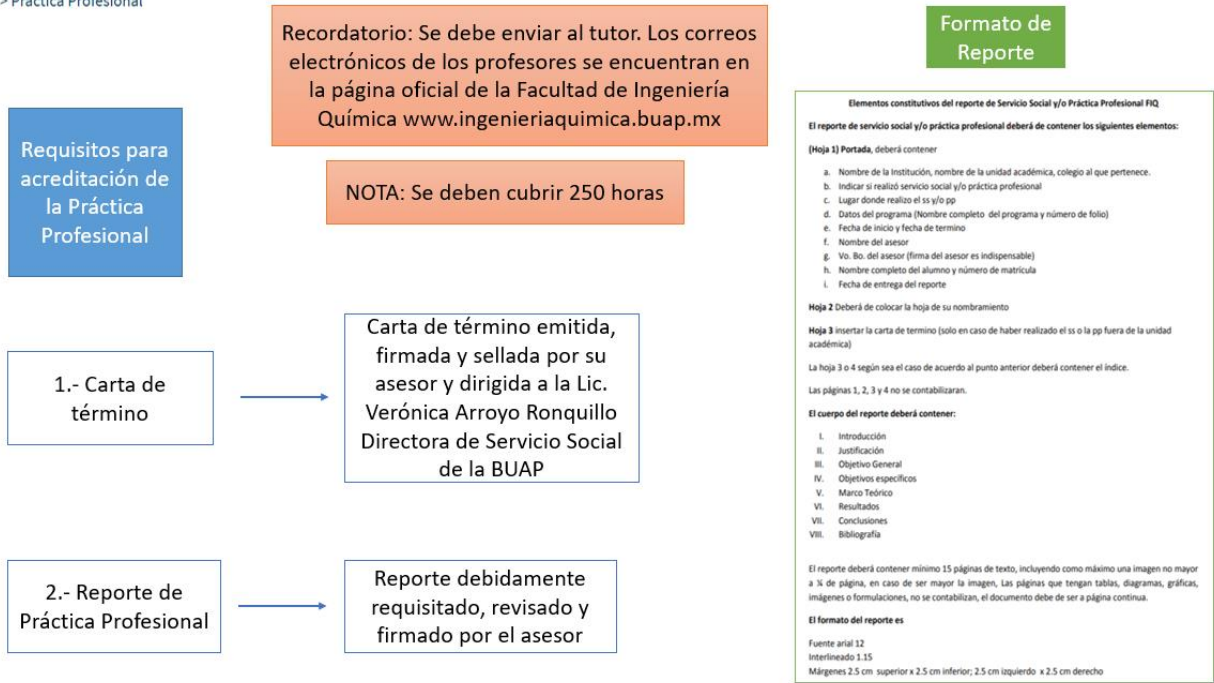 > Práctica Profesional
Recordatorio: Se debe enviar al tutor. Los correos
electrónicos de los profesores se encuentran en
la página oficial de la Facultad de Ingeniería
Química www.ingenieriaquimica.buap.mx
NOTA: Se deben cubrir 250 horas
Requisitos para
acreditación de
la Práctica
Profesional
1.- Carta de
término
Carta de término emitida,
firmada y sellada por su
asesor y dirigida a la Lic.
Verónica Arroyo Ronquillo
Directora de Servicio Social
de la BUAP
2.- Reporte de
Práctica Profesional
Reporte debidamente
requisitado, revisado y
firmado por el asesor
Formato de
Reporte
Elementos constitutivos del reporte de Servicio Social y/o Práctica Profesional FIQ
El reporte de servicio social y/o práctica profesional deberá de contener los siguientes elementos:
(Hoja 1) Portada, deberá contener
a. Nombre de la Institución, nombre de la unidad académica, colegio al que pertenece.
b. Indicar si realizó servicio social y/o práctica profesional
c. Lugar donde realizo el ss y/o pp
d. Datos del programa (Nombre completo del programa y número de folio)
e. Fecha de inicio y fecha de termino
f. Nombre del asesor
g. Vo. Bo. del asesor (firma del asesor es indispensable)
h. Nombre completo del alumno y número de matrícula
i. Fecha de entrega del reporte
Hoja 2 Deberá de colocar la hoja de su nombramiento
Hoja 3 insertar la carta de termino (solo en caso de haber realizado el ss o la pp fuera de la unidad
académica)
La hoja 3 o 4 según sea el caso de acuerdo al punto anterior deberá contener el índice.
Las páginas 1, 2, 3 y 4 no se contabilizaran.
El cuerpo del reporte deberá contener:
I. Introducción
II. Justificación
III. Objetivo General
IV. Objetivos específicos
V. Marco Teórico
VI. Resultados
VII. Conclusiones
VIII. Bibliografía
El reporte deberá contener mínimo 15 páginas de texto, incluyendo como máximo una imagen no mayor
a de página, en caso de ser mayor la imagen, Las páginas que tengan tablas, diagramas, gráficas,
imágenes o formulaciones, no se contabilizan, el documento debe de ser a página continua.
El formato del reporte es
Fuente arial 12
Interlineado 1.15
Márgenes 2.5 cm superior x 2.5 cm inferior; 2.5 cm izquierdo x 2.5 cm derecho